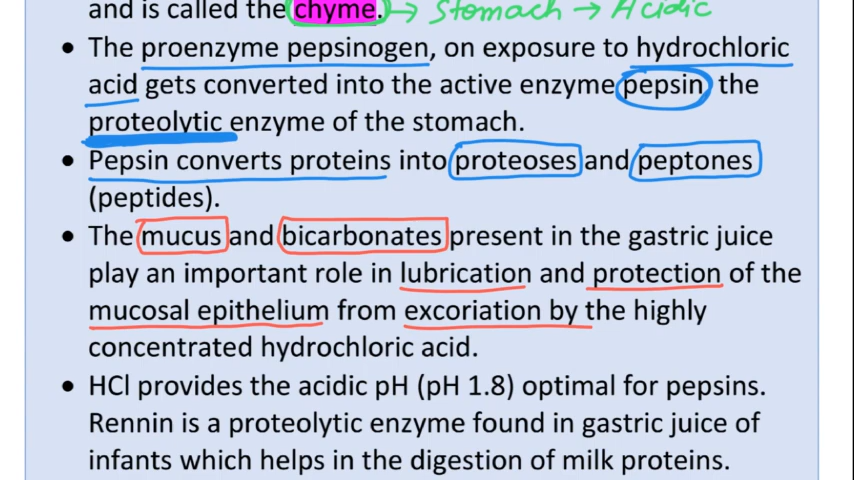 and is called the chyme. → Stomach → Acidic
• The proenzyme pepsinogen, on exposure to hydrochloric
acid gets converted into the active enzyme pepsin the
proteolytic enzyme of the stomach.
• Pepsin converts proteins into proteoses and peptones
(peptides).
• The mucus and bicarbonates present in the gastric juice
play an important role in lubrication and protection of the
mucosal epithelium from excoriation by the highly
concentrated hydrochloric acid.
• HCl provides the acidic pH (pH 1.8) optimal for pepsins.
Rennin is a proteolytic enzyme found in gastric juice of
infants which helps in the digestion of milk proteins.